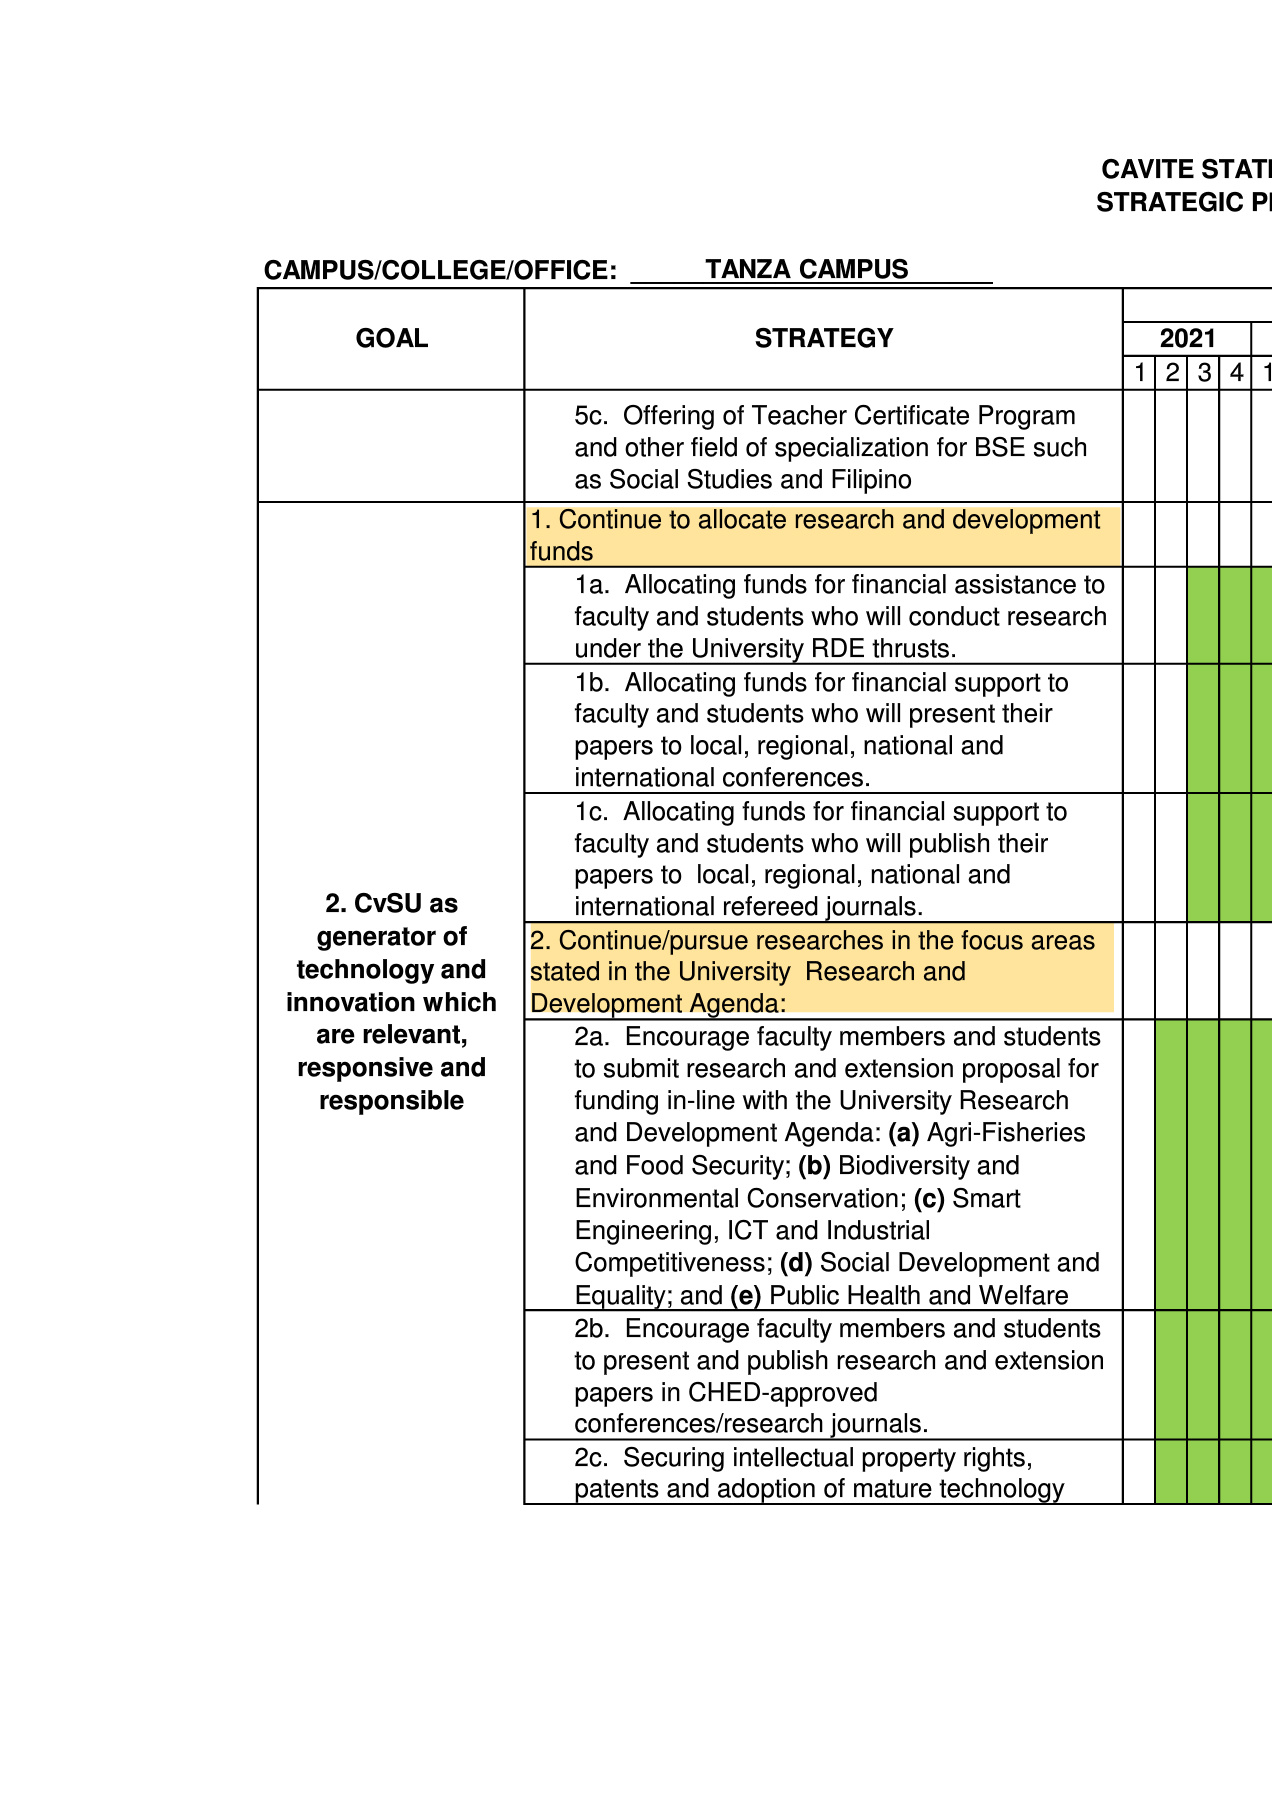 CAVITE STATE
STRATEGIC PL
CAMPUS/COLLEGE/OFFICE: TANZA CAMPUS
GOAL STRATEGY 2021
1 2 3 4 1
5c. Offering of Teacher Certificate Program
and other field of specialization for BSE such
as Social Studies and Filipino
1. Continue to allocate research and development
funds
1a. Allocating funds for financial assistance to
faculty and students who will conduct research
under the University RDE thrusts.
1b. Allocating funds for financial support to
faculty and students who will present their
papers to local, regional, national and
international conferences.
1c. Allocating funds for financial support to
faculty and students who will publish their
papers to local, regional, national and
international refereed journals.
2. CvSU as
generator of
technology and
innovation which
are relevant,
responsive and
responsible
2. Continue/pursue researches in the focus areas
stated in the University Research and
Development Agenda:
2a. Encourage faculty members and students
to submit research and extension proposal for
funding in-line with the University Research
and Development Agenda: (a) Agri-Fisheries
and Food Security; (b) Biodiversity and
Environmental Conservation; (c) Smart
Engineering, ICT and Industrial
Competitiveness; (d) Social Development and
Equality; and (e) Public Health and Welfare
2b. Encourage faculty members and students
to present and publish research and extension
papers in CHED-approved
conferences/research journals.
2c. Securing intellectual property rights,
patents and adoption of mature technology